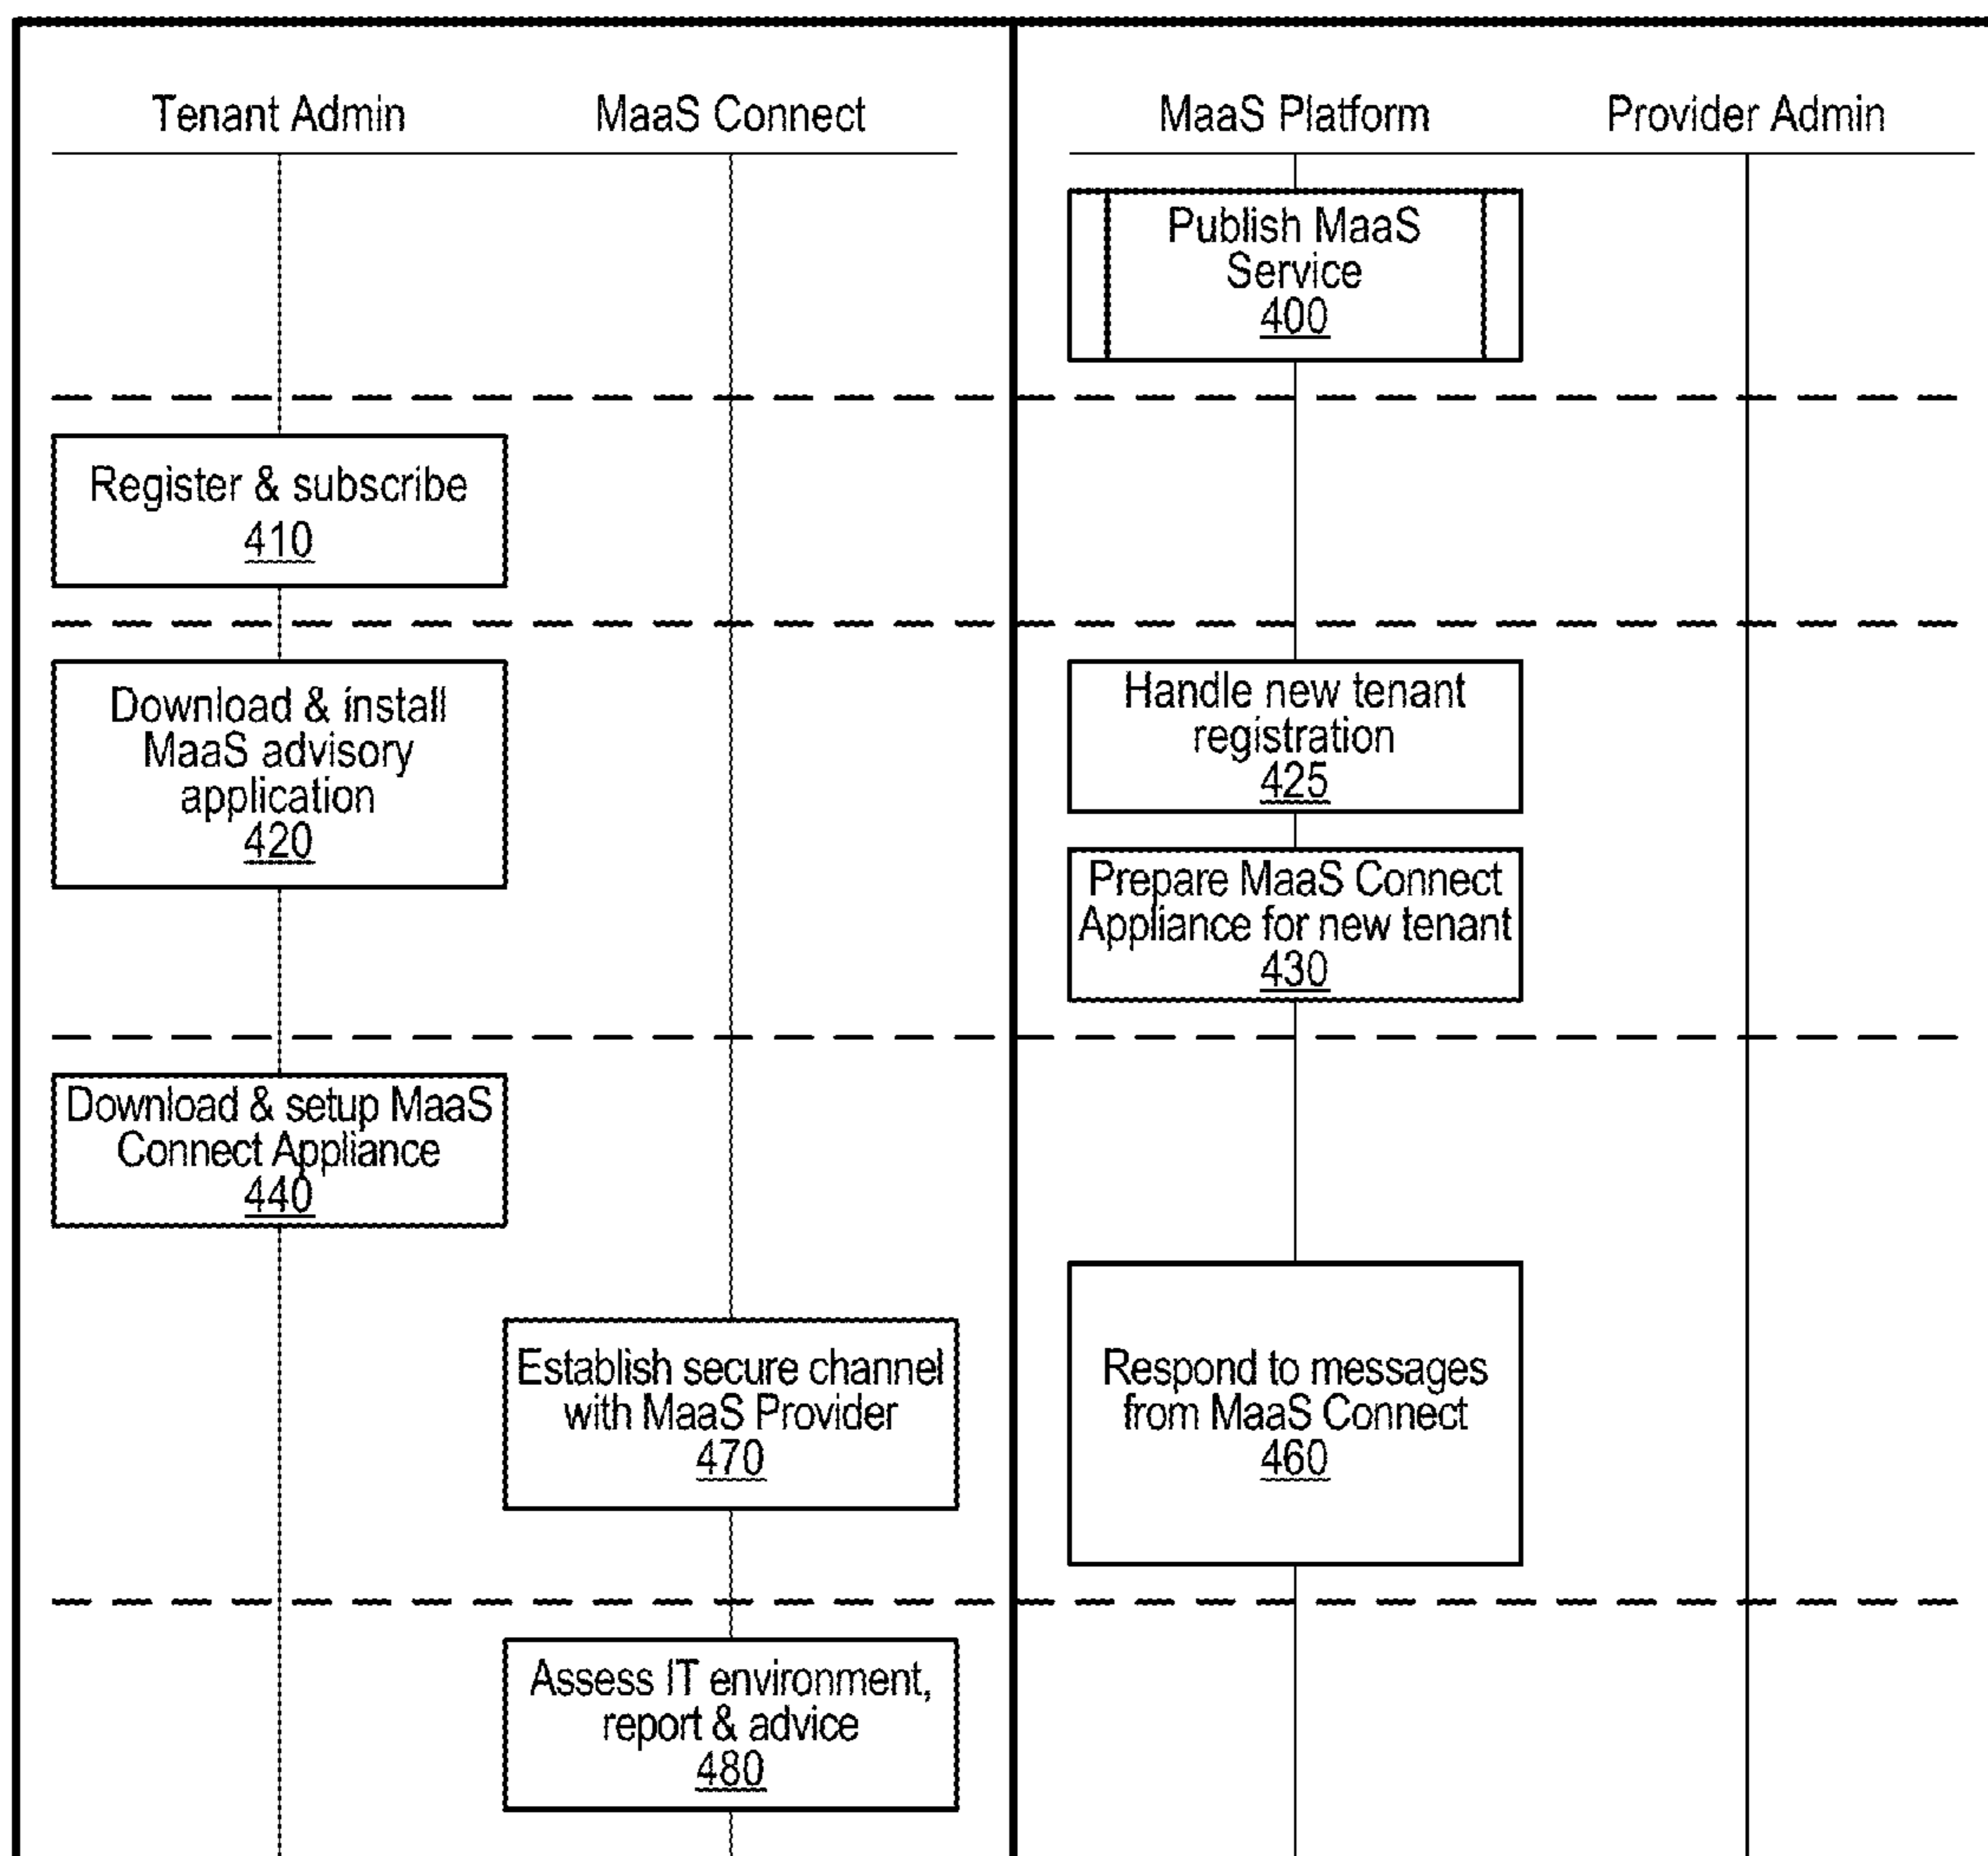 Tenant Admin
MaaS Connect
MaaS Platform
Provider Admin
Publish MaaS
Service
400
Register & subscribe
410
Download & install
MaaS advisory
application
420
Handle new tenant
registration
425
Prepare MaaS Connect
Appliance for new tenant
430
Download & setup MaaS
Connect Appliance
440
Establish secure channel
with MaaS Provider
470
Respond to messages
from MaaS Connect
460
Assess IT environment,
report & advice
480